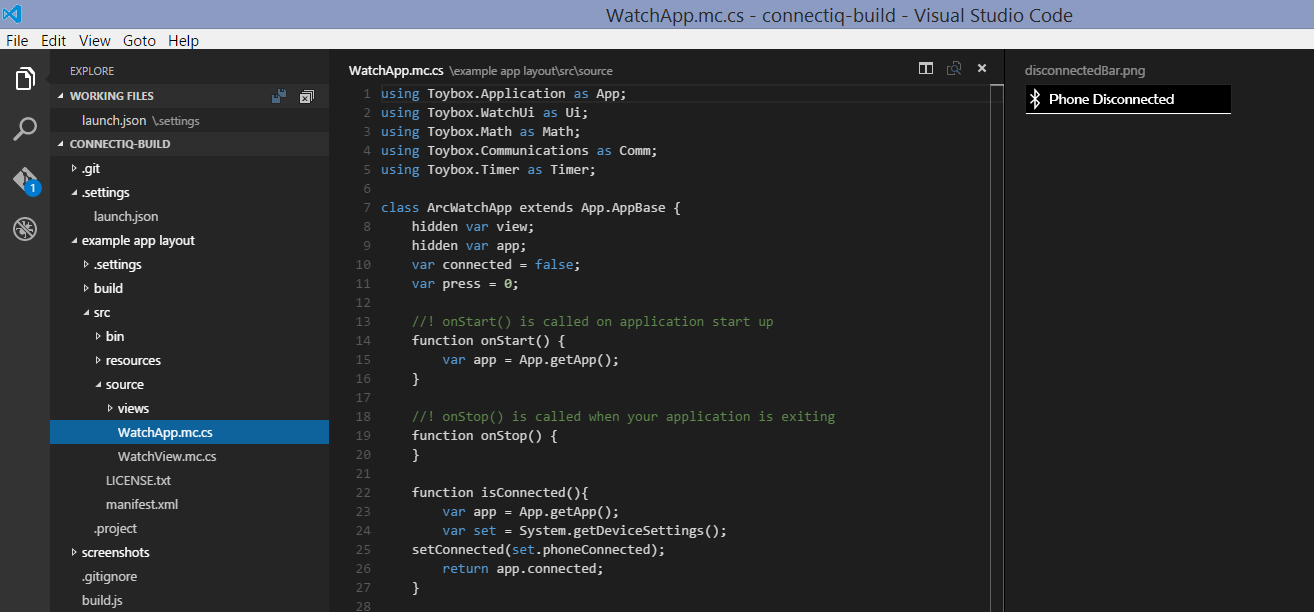 WatchApp.mc.cs - connectiq-build - Visual Studio Code
File Edit View Goto Help
EXPLORE
WORKING FILES
launch.json \.settings
CONNECTIQ-BUILD
.git
.settings
launch.json
example app layout
.settings
build
src
bin
resources
source
views
WatchApp.mc.cs
WatchView.mc.cs
LICENSE.txt
manifest.xml
.project
screenshots
.gitignore
build.js
1
WatchApp.mc.cs \example app layout\src\source
1 using Toybox.Application as App;
2 using Toybox.WatchUi as Ui;
3 using Toybox.Math as Math;
4 using Toybox.Communications as Comm;
5 using Toybox.Timer as Timer;
6
7 class ArcWatchApp extends App.AppBase {
8 hidden var view;
9 hidden var app;
10 var connected = false;
11 var press = 0;
12
13 //! onStart() is called on application start up
14 function onStart() {
15 var app = App.getApp();
16 }
17
18 //! onStop() is called when your application is exiting
19 function onStop() {
20 }
21
22 function isConnected(){
23 var app = App.getApp();
24 var set = System.getDeviceSettings();
25 setConnected(set.phoneConnected);
26 return app.connected;
27 }
28
disconnectedBar.png
Phone Disconnected